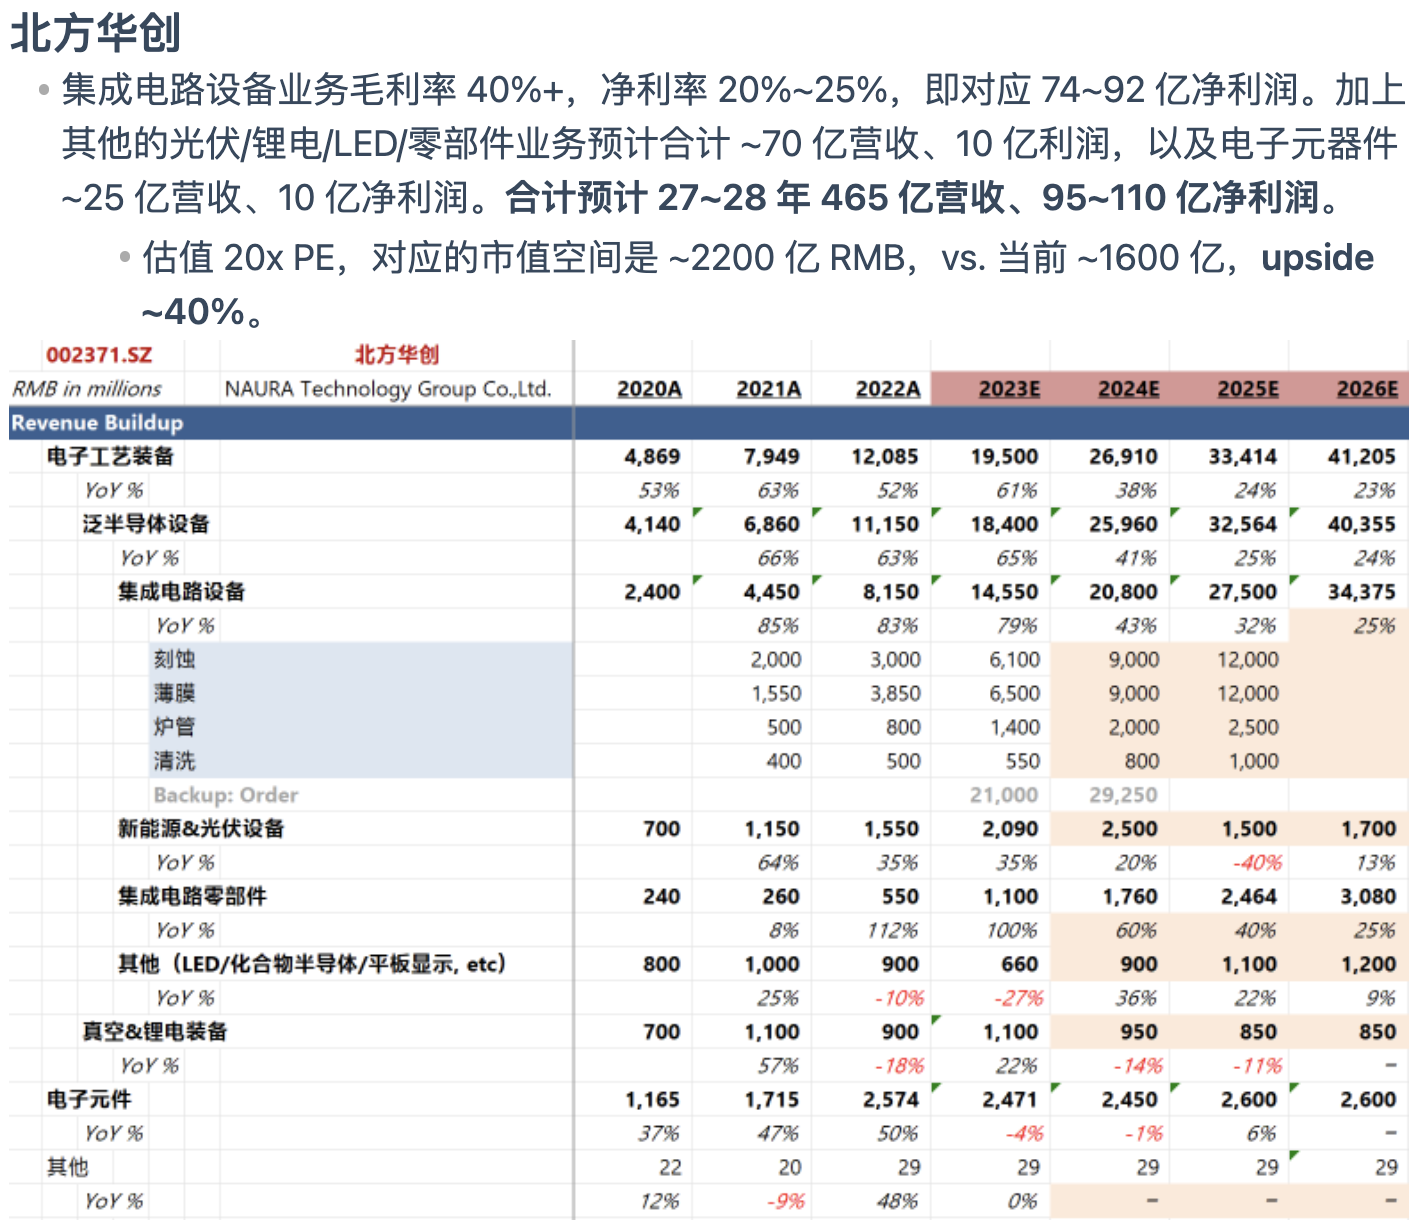 北方华创
集成电路设备业务毛利率 40%+，净利率 20%~25%，即对应 74~92 亿净利润。加上
其他的光伏/锂电/LED/零部件业务预计合计 ~70 亿营收、10 亿利润，以及电子元器件
~25 亿营收、10 亿净利润。合计预计 27~28 年 465 亿营收、95~110 亿净利润。
估值 20x PE，对应的市值空间是 ~2200 亿 RMB，vs. 当前 ~1600 亿，upside
~40%。
002371.SZ 北方华创
RMB in millions NAURA Technology Group Co.,Ltd. 2020A 2021A 2022A 2023E 2024E 2025E 2026E
Revenue Buildup
电子工艺装备 4,869 7,949 12,085 19,500 26,910 33,414 41,205
YoY % 53% 63% 52% 61% 38% 24% 23%
泛半导体设备 4,140 6,860 11,150 18,400 25,960 32,564 40,355
YoY % 66% 63% 65% 41% 25% 24%
集成电路设备 2,400 4,450 8,150 14,550 20,800 27,500 34,375
YoY % 85% 83% 79% 43% 32% 25%
刻蚀 2,000 3,000 6,100 9,000 12,000
薄膜 1,550 3,850 6,500 9,000 12,000
炉管 500 800 1,400 2,000 2,500
清洗 400 500 550 800 1,000
Backup: Order 21,000 29,250
新能源&光伏设备 700 1,150 1,550 2,090 2,500 1,500 1,700
YoY % 64% 35% 35% 20% -40% 13%
集成电路零部件 240 260 550 1,100 1,760 2,464 3,080
YoY % 8% 112% 100% 60% 40% 25%
其他（LED/化合物半导体/平板显示, etc） 800 1,000 900 660 900 1,100 1,200
YoY % 25% -10% -27% 36% 22% 9%
真空&锂电装备 700 1,100 900 1,100 950 850 850
YoY % 57% -18% 22% -14% -11% –
电子元件 1,165 1,715 2,574 2,471 2,450 2,600 2,600
YoY % 37% 47% 50% -4% -1% 6% –
其他 22 20 29 29 29 29 29
YoY % 12% -9% 48% 0% – – –